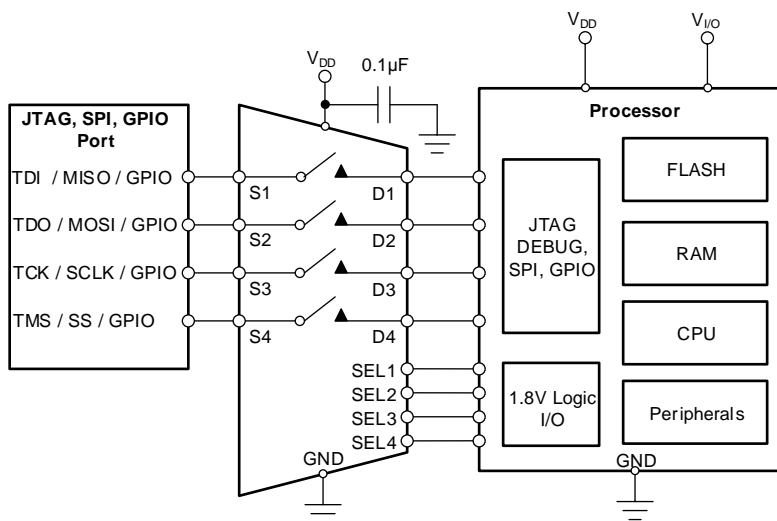 VDD
VI/O
VDD
0.1µF
JTAG, SPI, GPIO
Port
TDI / MISO / GPIO
TDO / MOSI / GPIO
TCK / SCLK / GPIO
TMS / SS / GPIO
S1
S2
S3
S4
D1
D2
D3
D4
SEL1
SEL2
SEL3
SEL4
GND
Processor
JTAG
DEBUG,
SPI, GPIO
1.8V Logic
I/O
FLASH
RAM
CPU
Peripherals
GND